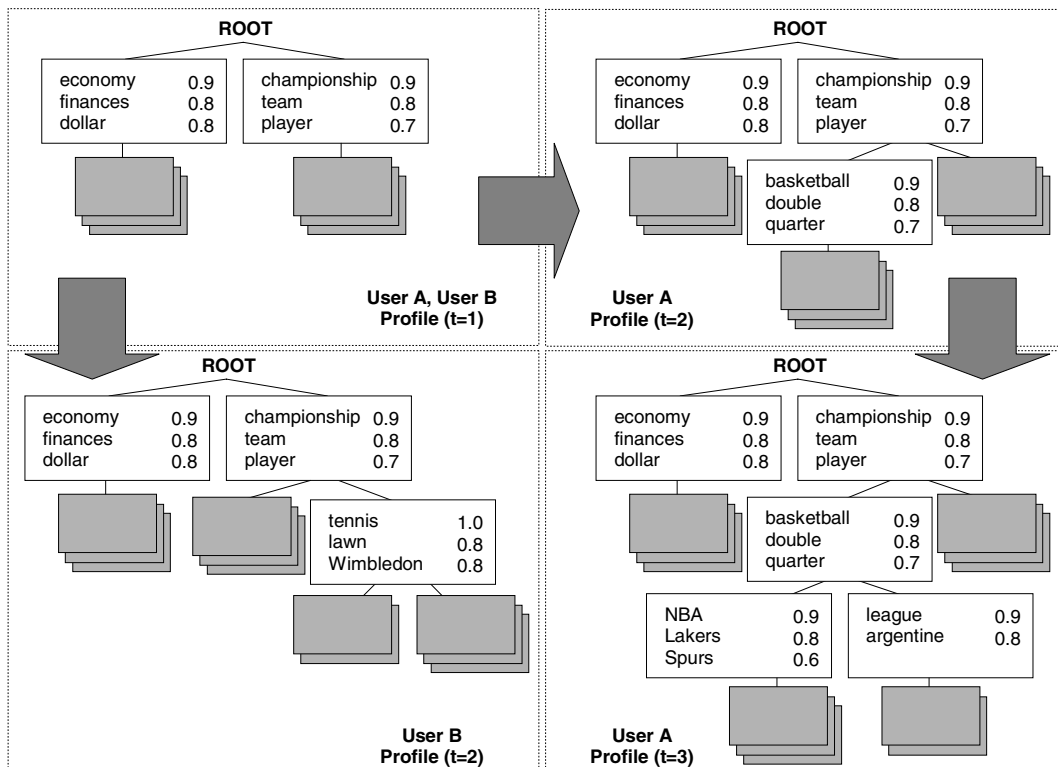 ROOT
economy 0.9
finances 0.8
dollar 0.8
championship 0.9
team 0.8
player 0.7
User A, User B
Profile (t=1)
ROOT
economy 0.9
finances 0.8
dollar 0.8
championship 0.9
team 0.8
player 0.7
basketball 0.9
double 0.8
quarter 0.7
User A
Profile (t=2)
ROOT
economy 0.9
finances 0.8
dollar 0.8
championship 0.9
team 0.8
player 0.7
tennis 1.0
lawn 0.8
Wimbledon 0.8
User B
Profile (t=2)
ROOT
economy 0.9
finances 0.8
dollar 0.8
championship 0.9
team 0.8
player 0.7
basketball 0.9
double 0.8
quarter 0.7
NBA 0.9
Lakers 0.8
Spurs 0.6
league 0.9
argentine 0.8
User A
Profile (t=3)